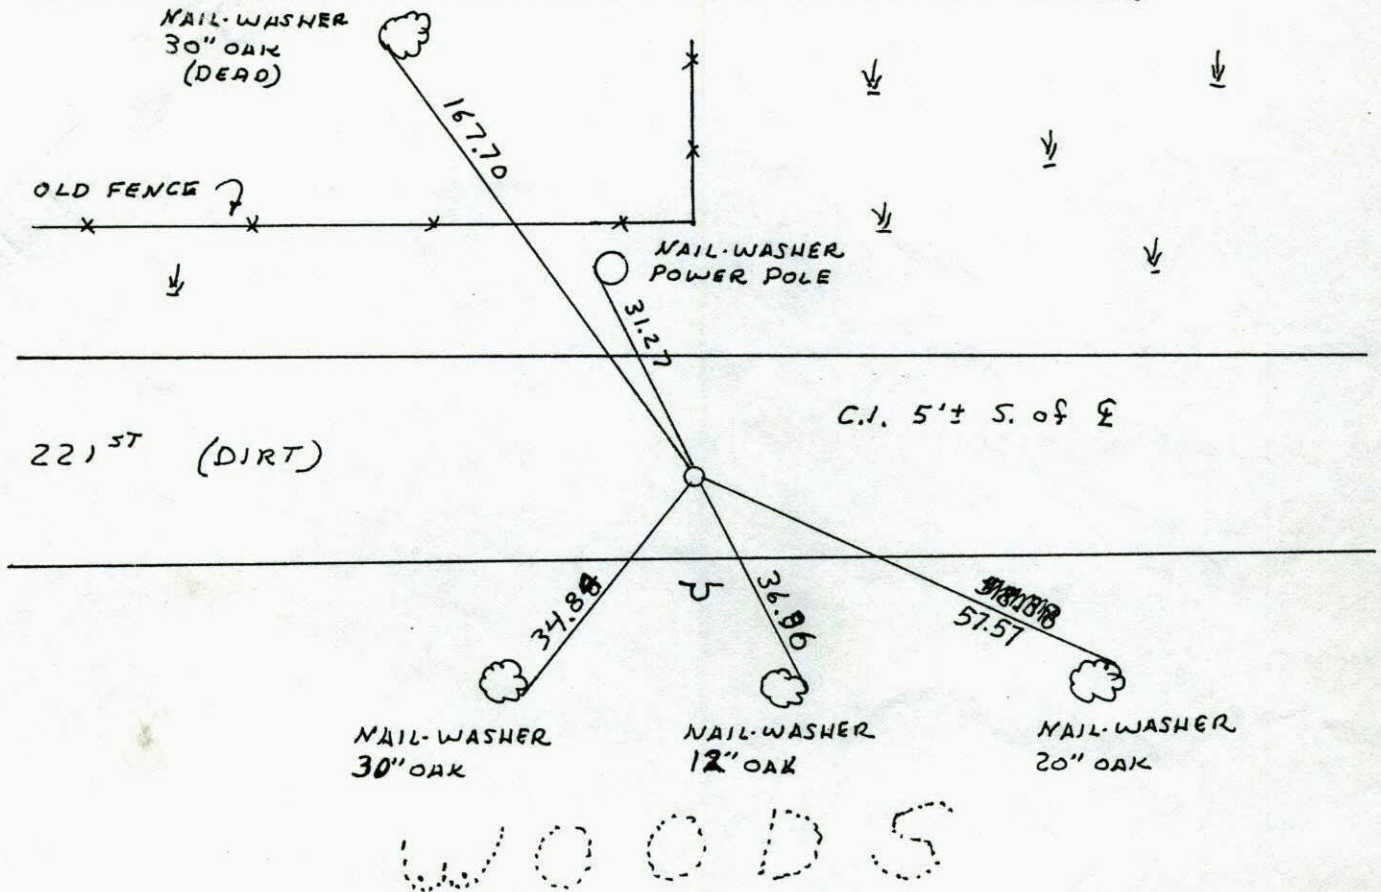 NAIL-WASHER
30" OAK
(DEAD)
167.70
OLD FENCE
NAIL-WASHER
POWER POLE
31.27
C.I. 5'± S. of ℄
221ST (DIRT)
34.88
36.86
57.57
NAIL-WASHER
30" OAK
NAIL-WASHER
12" OAK
NAIL-WASHER
20" OAK
WOODS